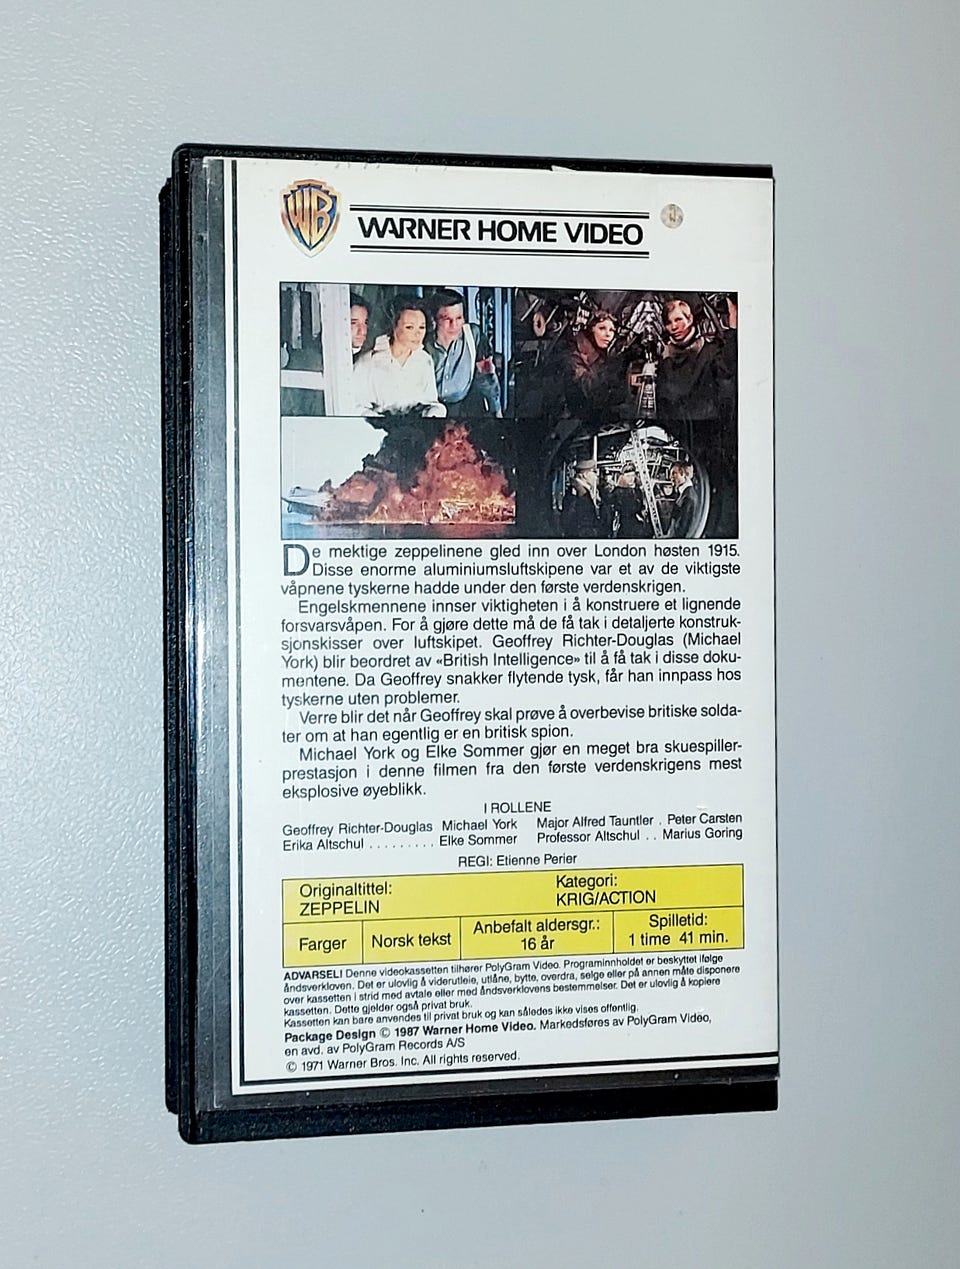 WB
WARNER HOME VIDEO
De mektige zeppelinene gled inn over London høsten 1915.
Disse enorme aluminiumsluftskipene var et av de viktigste
våpnene tyskerne hadde under den første verdenskrigen.
Engelskmennene innser viktigheten i å konstruere et lignende
forsvarsvåpen. For å gjøre dette må de få tak i detaljerte konstruk-
sjonskisser over luftskipet. Geoffrey Richter-Douglas (Michael
York) blir beordret av «British Intelligence» til å få tak i disse doku-
mentene. Da Geoffrey snakker flytende tysk, får han innpass hos
tyskerne uten problemer.
Verre blir det når Geoffrey skal prøve å overbevise britiske solda-
ter om at han egentlig er en britisk spion.
Michael York og Elke Sommer gjør en meget bra skuespiller-
prestasjon i denne filmen fra den første verdenskrigens mest
eksplosive øyeblikk.
I ROLLENE
Geoffrey Richter-Douglas Michael York Major Alfred Tauntler . Peter Carsten
Erika Altschul . . . . . . . . . Elke Sommer Professor Altschul . . Marius Goring
REGI: Etienne Perier
Originaltittel: Kategori:
ZEPPELIN KRIG/ACTION
Farger Norsk tekst Anbefalt aldersgr.: 16 år Spilletid: 1 time 41 min.
ADVARSEL! Denne videokassetten tilhører PolyGram Video. Programinnholdet er beskyttet ifølge
åndsverkloven. Det er ulovlig å viderutleie, utlåne, bytte, overdra, selge eller på annen måte disponere
over kassetten i strid med avtale eller med åndsverklovens bestemmelser. Det er ulovlig å kopiere
kassetten. Dette gjelder også privat bruk.
Kassetten kan bare anvendes til privat bruk og kan således ikke vises offentlig.
Package Design © 1987 Warner Home Video. Markedsføres av PolyGram Video,
en avd. av PolyGram Records A/S
© 1971 Warner Bros. Inc. All rights reserved.